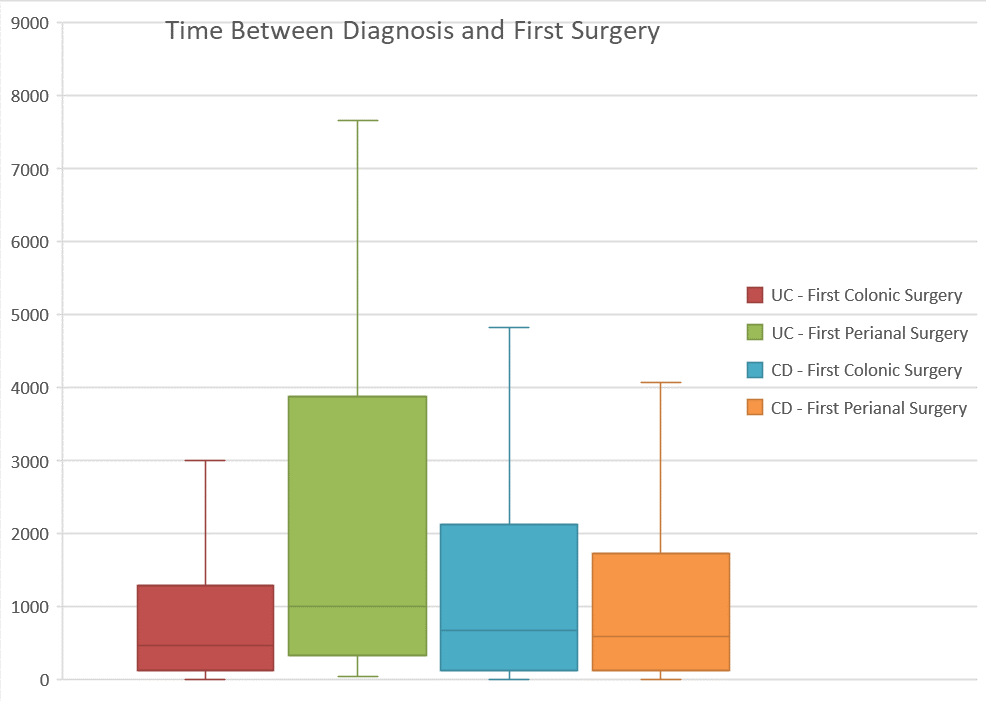 Time Between Diagnosis and First Surgery
9000
8000
7000
6000
5000
4000
3000
2000
1000
0
UC - First Colonic Surgery
UC - First Perianal Surgery
CD - First Colonic Surgery
CD - First Perianal Surgery